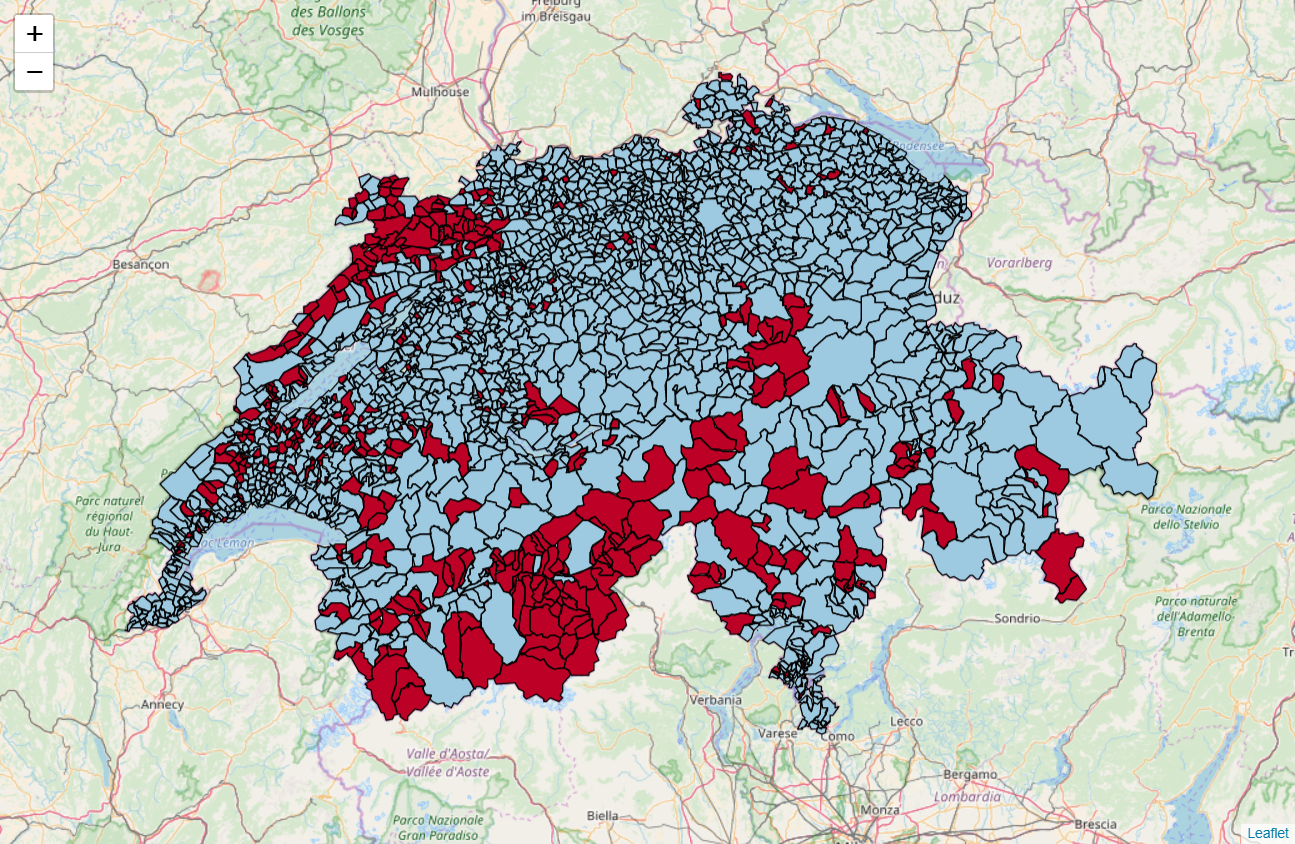 +
−
des Ballons
des Vosges
Freiburg
im Breisgau
Mulhouse
Bodensee
Besançon
Vorarlberg
duz
Parc naturel
régional
du Haut-
Jura
Parco Nazionale
dello Stelvio
Parco naturale
dell'Adamello-
Brenta
Sondrio
Tr
Annecy
Verbania
Lecco
Varese
Como
Valle d'Aosta/
Vallée d'Aoste
Bergamo
Lombardia
Biella
Monza
Parco Nazionale
Gran Paradiso
Brescia
Leaflet